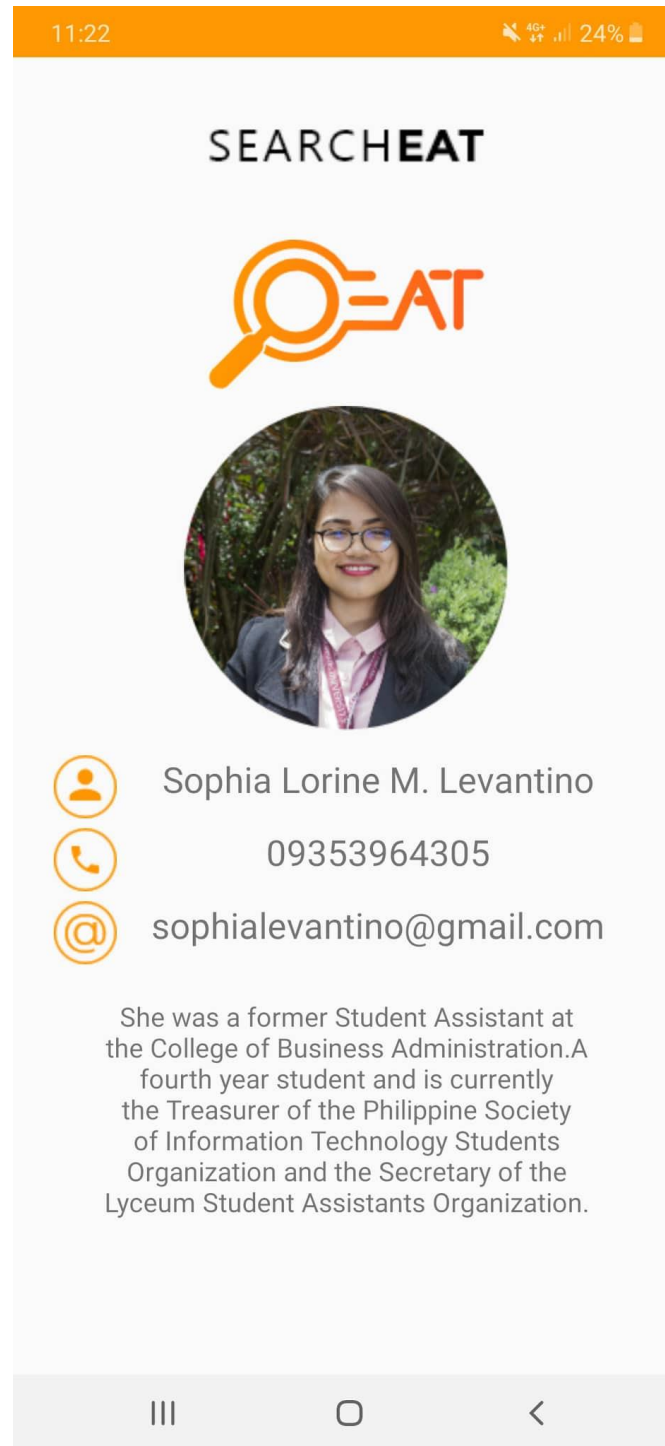 11:22
4G+ 24%
SEARCHEAT
EAT
Sophia Lorine M. Levantino
09353964305
@ sophialevantino@gmail.com
She was a former Student Assistant at
the College of Business Administration.A
fourth year student and is currently
the Treasurer of the Philippine Society
of Information Technology Students
Organization and the Secretary of the
Lyceum Student Assistants Organization.